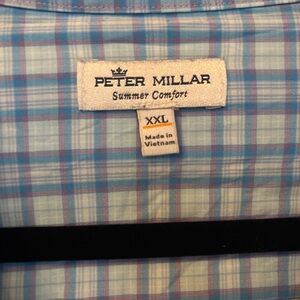 PETER MILLAR
Summer Comfort
XXL
Made in
Vietnam